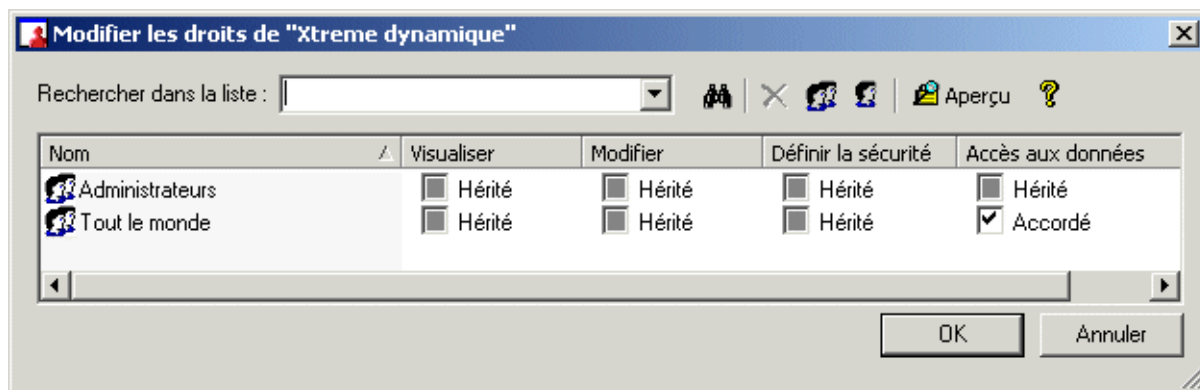 Modifier les droits de "Xtreme dynamique"
Rechercher dans la liste :
Aperçu
Nom Visualiser Modifier Définir la sécurité Accès aux données
Administrateurs Hérité Hérité Hérité Hérité
Tout le monde Hérité Hérité Hérité Accordé
OK Annuler